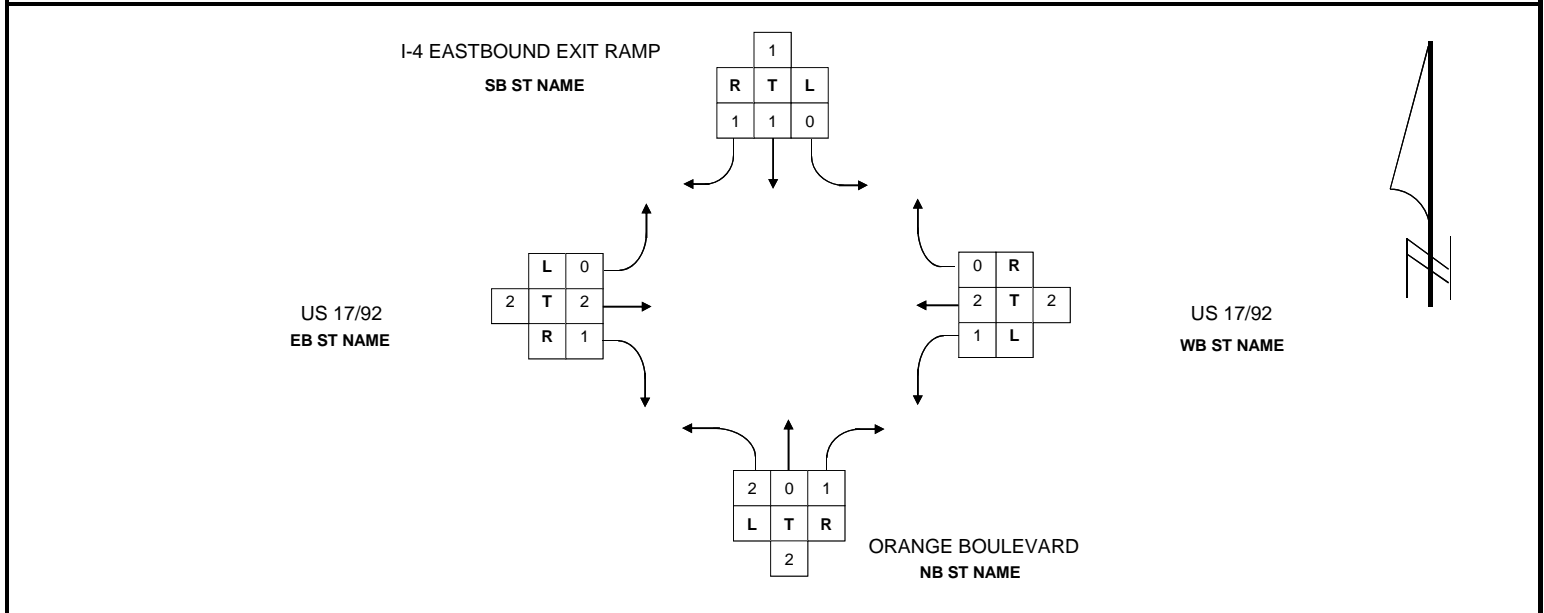 I-4 EASTBOUND EXIT RAMP
SB ST NAME
1
R T L
1 1 0
L 0
2 T 2
R 1
US 17/92
EB ST NAME
0 R
2 T 2
1 L
US 17/92
WB ST NAME
N
2 0 1
L T R
2
ORANGE BOULEVARD
NB ST NAME